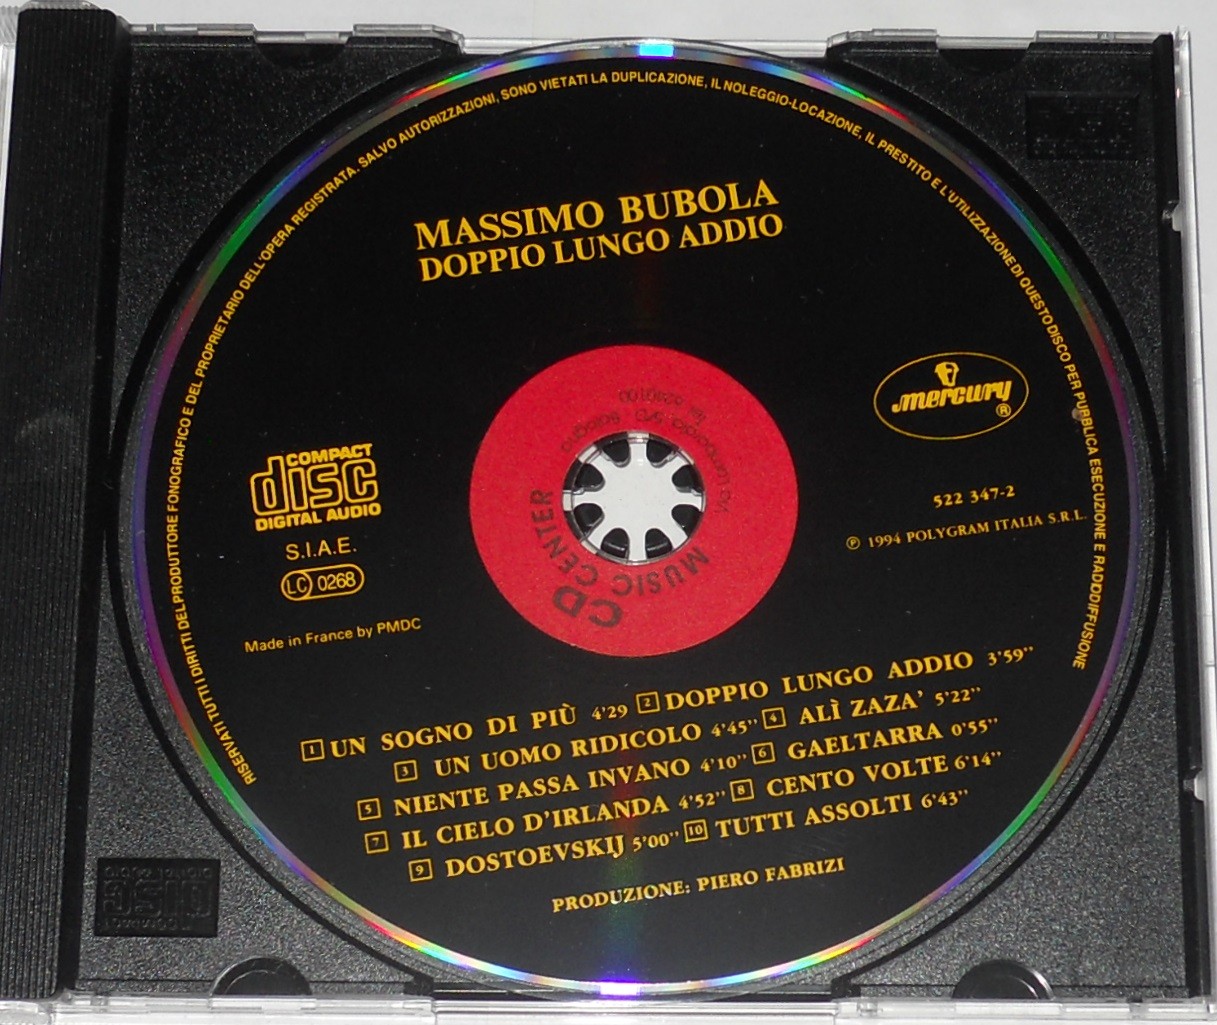 RISERVATI TUTTI I DIRITTI DEL PRODUTTORE FONOGRAFICO E DEL PROPRIETARIO DELL'OPERA REGISTRATA. SALVO AUTORIZZAZIONI, SONO VIETATI LA DUPLICAZIONE, IL NOLEGGIO-LOCAZIONE, IL PRESTITO E L'UTILIZZAZIONE DI QUESTO DISCO PER PUBBLICA ESECUZIONE E RADIODIFFUSIONE
MASSIMO BUBOLA
DOPPIO LUNGO ADDIO
mercury
®
COMPACT
disc
DIGITAL AUDIO
S.I.A.E.
LC 0268
Made in France by PMDC
522 347-2
℗ 1994 POLYGRAM ITALIA S.R.L.
CD
MUSIC CENTER
1 UN SOGNO DI PIÙ 4'29 2 DOPPIO LUNGO ADDIO 3'59"
3 UN UOMO RIDICOLO 4'45" 4 ALÌ ZAZA' 5'22"
5 NIENTE PASSA INVANO 4'10" 6 GAELTARRA 0'55"
7 IL CIELO D'IRLANDA 4'52" 8 CENTO VOLTE 6'14"
9 DOSTOEVSKIJ 5'00" 10 TUTTI ASSOLTI 6'43"
PRODUZIONE: PIERO FABRIZI